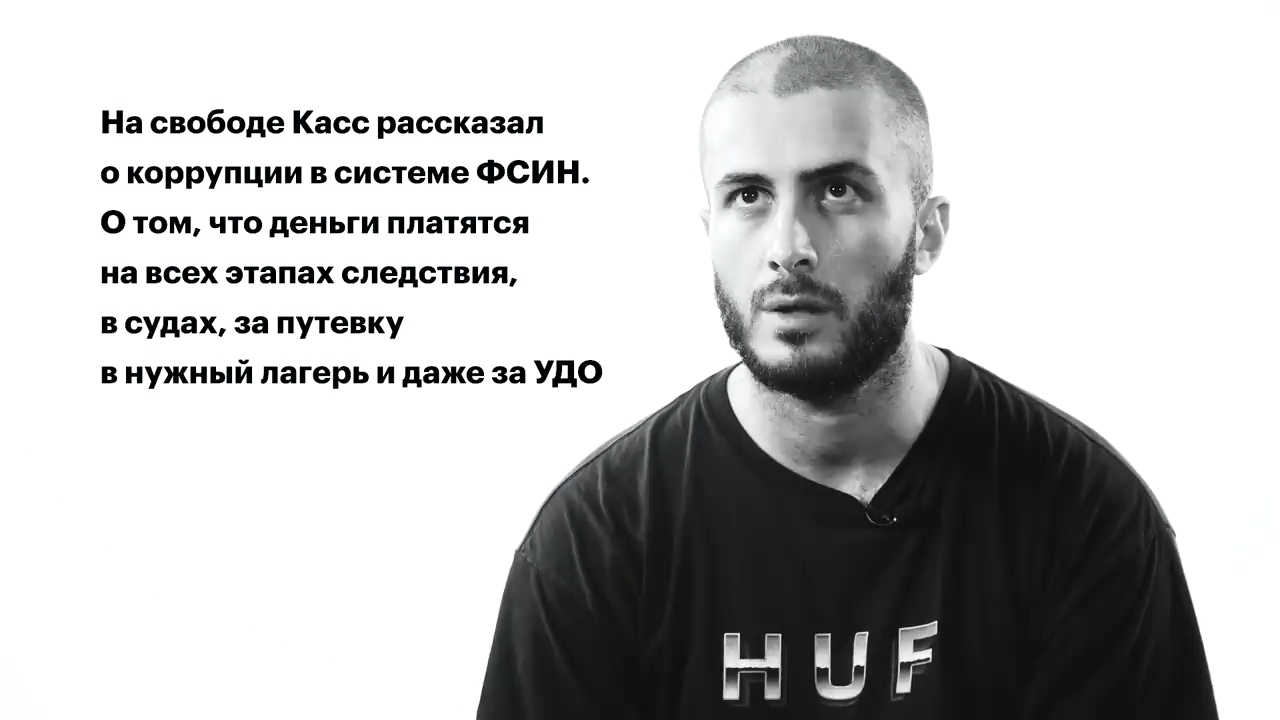 На свободе Касс рассказал
о коррупции в системе ФСИН.
О том, что деньги платятся
на всех этапах следствия,
в судах, за путевку
в нужный лагерь и даже за УДО
HUF